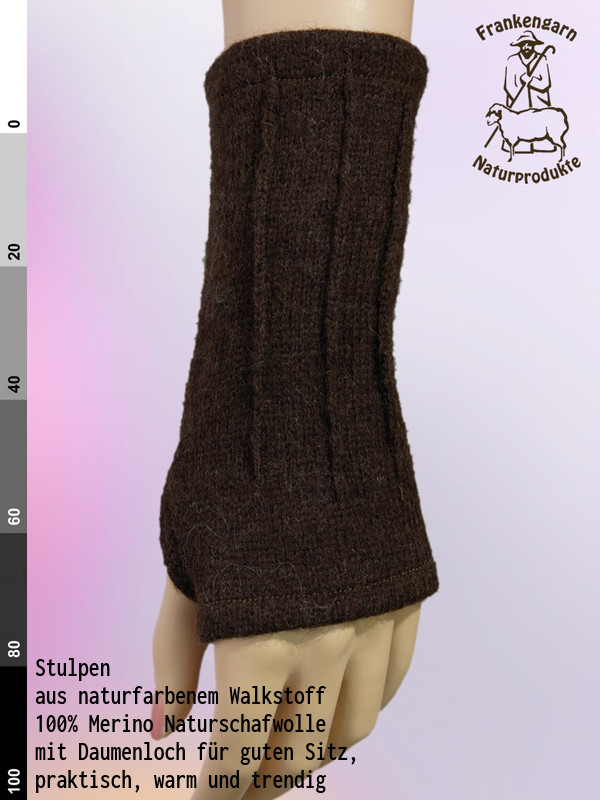 Frankengarn
Naturprodukte
0
20
40
60
80
100
Stulpen
aus naturfarbenem Walkstoff
100% Merino Naturschafwolle
mit Daumenloch für guten Sitz,
praktisch, warm und trendig